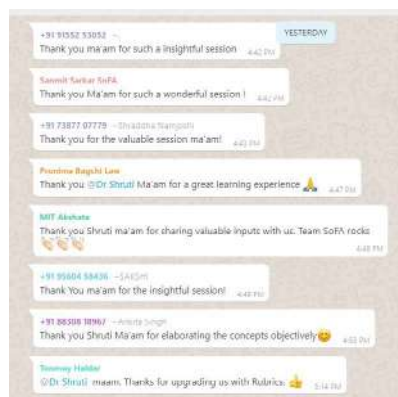 YESTERDAY
+91 91552 53052 ~.
Thank you ma'am for such a insightful session 4:42 PM
Sanmit Sarkar SoFA
Thank you Ma'am for such a wonderful session ! 4:42 PM
+91 73877 07779 ~Shraddha
Thank you for the valuable session ma'am! 4:43 PM
Pronima Bagchi Law
Thank you @Dr Shruti Ma'am for a great learning experience 🙏 4:47 PM
MIT Akshata
Thank you Shruti ma'am for sharing valuable inputs with us. Team SoFA rocks
👏🏻👏🏻👏🏻 4:48 PM
+91 95604 58436 ~SAKSHI
Thank You ma'am for the insightful session! 4:48 PM
+91 88308 18967 ~Ankita Singh
Thank you Shruti Ma'am for elaborating the concepts objectively😊 4:53 PM
Tonmoy Halder
@Dr Shruti maam. Thanks for upgrading us with Rubrics. 👍 5:14 PM